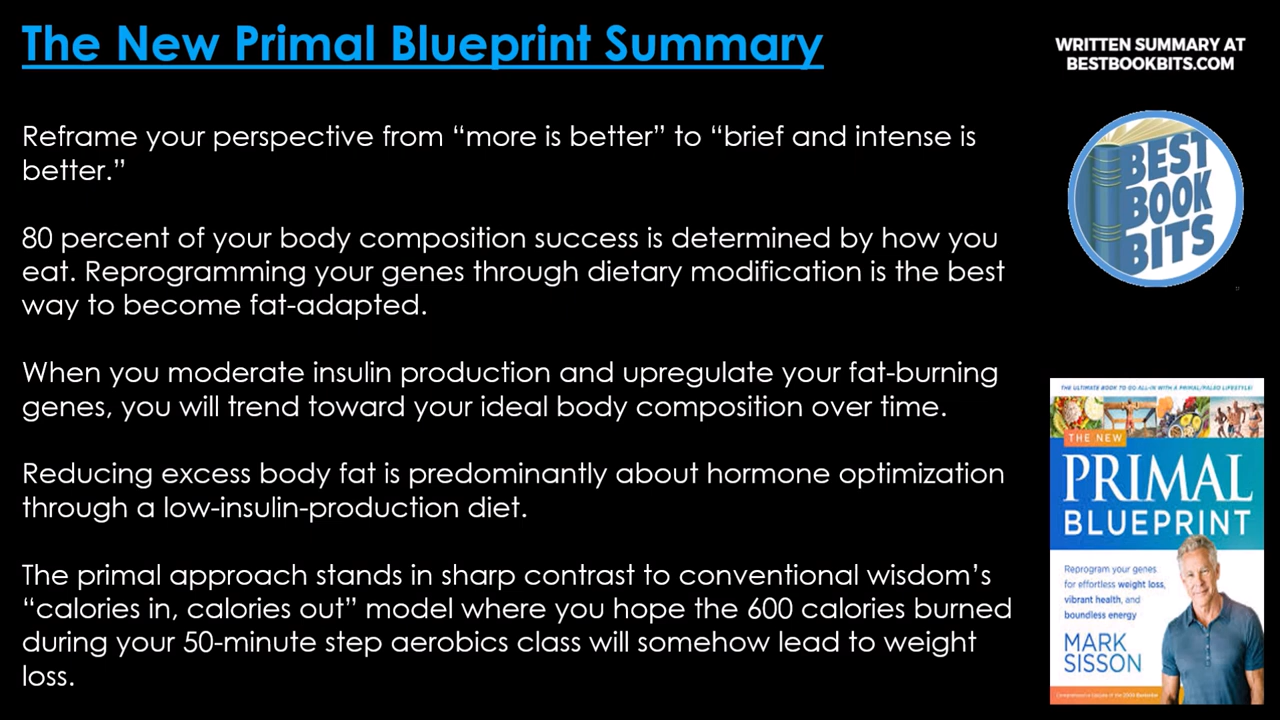 The New Primal Blueprint Summary
WRITTEN SUMMARY AT
BESTBOOKBITS.COM
Reframe your perspective from “more is better” to “brief and intense is
better.”
80 percent of your body composition success is determined by how you
eat. Reprogramming your genes through dietary modification is the best
way to become fat-adapted.
When you moderate insulin production and upregulate your fat-burning
genes, you will trend toward your ideal body composition over time.
Reducing excess body fat is predominantly about hormone optimization
through a low-insulin-production diet.
The primal approach stands in sharp contrast to conventional wisdom’s
“calories in, calories out” model where you hope the 600 calories burned
during your 50-minute step aerobics class will somehow lead to weight
loss.
BEST
BOOK
BITS
THE ULTIMATE BOOK TO GO ALL-IN WITH A PRIMAL/PALEO LIFESTYLE!
THE NEW
PRIMAL
BLUEPRINT
Reprogram your genes
for effortless weight loss,
vibrant health, and
boundless energy
MARK
SISSON